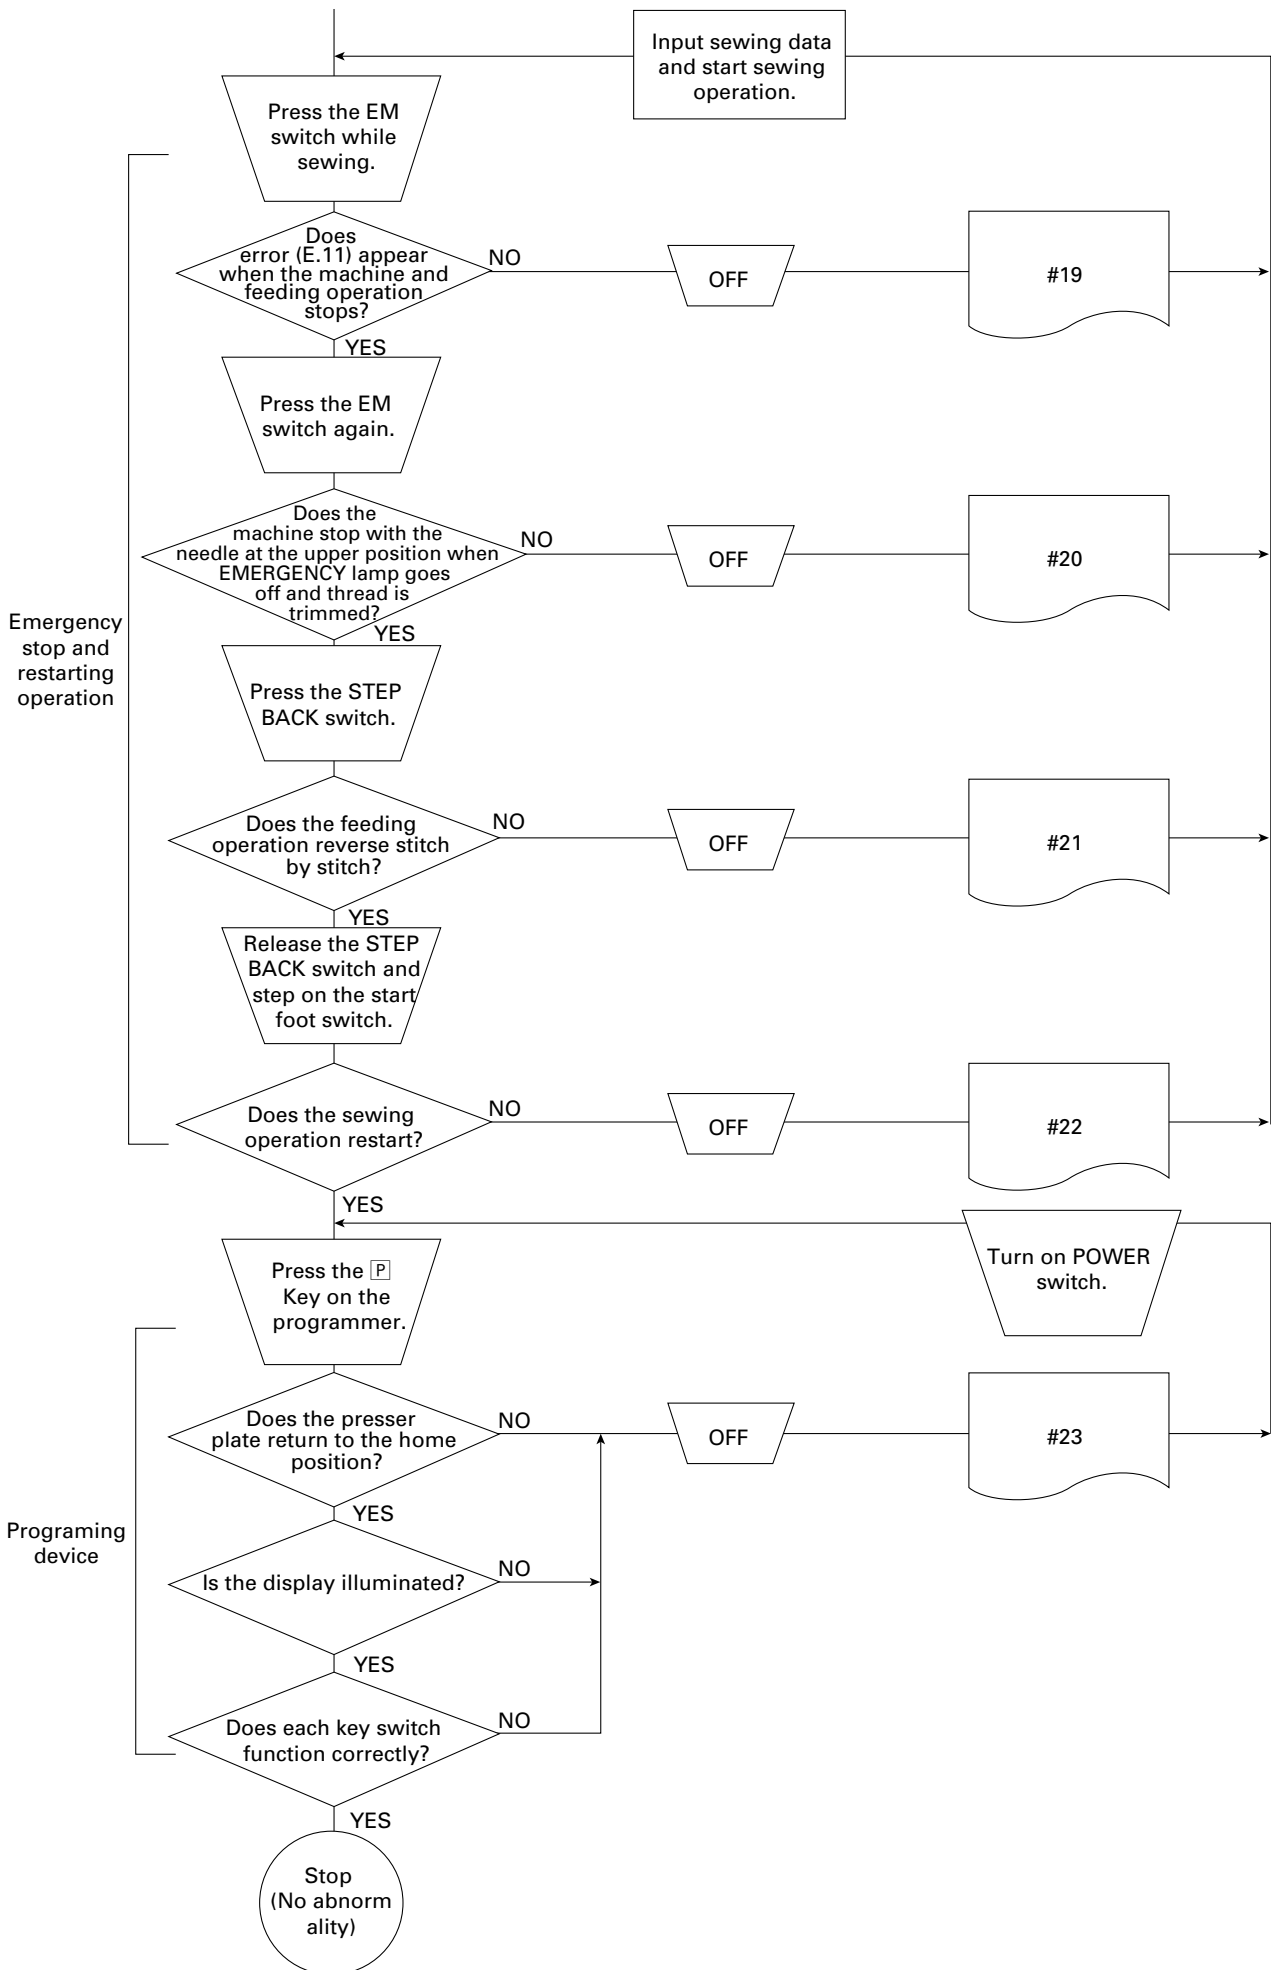 Input sewing data
and start sewing
operation.
Press the EM
switch while
sewing.
Does
error (E.11) appear
when the machine and
feeding operation
stops?
NO
OFF
#19
YES
Press the EM
switch again.
Does the
machine stop with the
needle at the upper position when
EMERGENCY lamp goes
off and thread is
trimmed?
NO
OFF
#20
YES
Emergency
stop and
restarting
operation
Press the STEP
BACK switch.
Does the feeding
operation reverse stitch
by stitch?
NO
OFF
#21
YES
Release the STEP
BACK switch and
step on the start
foot switch.
Does the sewing
operation restart?
NO
OFF
#22
YES
Turn on POWER
switch.
Press the P
Key on the
programmer.
Does the presser
plate return to the home
position?
NO
OFF
#23
YES
Programing
device
Is the display illuminated?
NO
YES
Does each key switch
function correctly?
NO
YES
Stop
(No abnorm
ality)